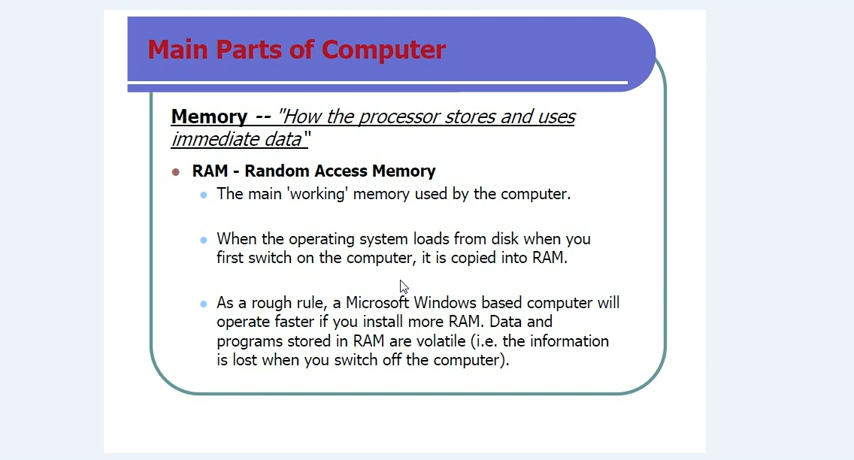 Main Parts of Computer
Memory -- "How the processor stores and uses
immediate data"
RAM - Random Access Memory
The main 'working' memory used by the computer.
When the operating system loads from disk when you
first switch on the computer, it is copied into RAM.
As a rough rule, a Microsoft Windows based computer will
operate faster if you install more RAM. Data and
programs stored in RAM are volatile (i.e. the information
is lost when you switch off the computer).